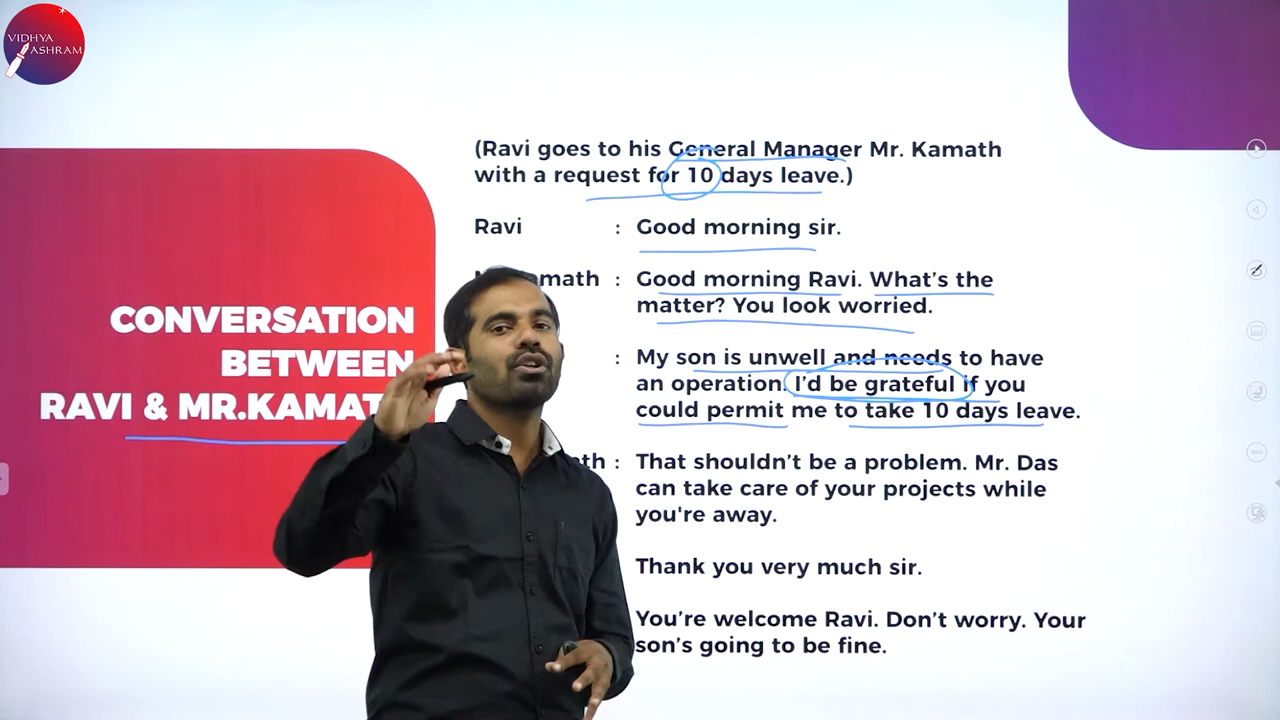 VIDHYA
ASHRAM
(Ravi goes to his General Manager Mr. Kamath
with a request for 10 days leave.)
Ravi : Good morning sir.
: Good morning Ravi. What's the
matter? You look worried.
: My son is unwell and needs to have
an operation. I'd be grateful if you
could permit me to take 10 days leave.
: That shouldn't be a problem. Mr. Das
can take care of your projects while
you're away.
Thank you very much sir.
You're welcome Ravi. Don't worry. Your
son's going to be fine.
CONVERSATION
BETWEEN
RAVI & MR.